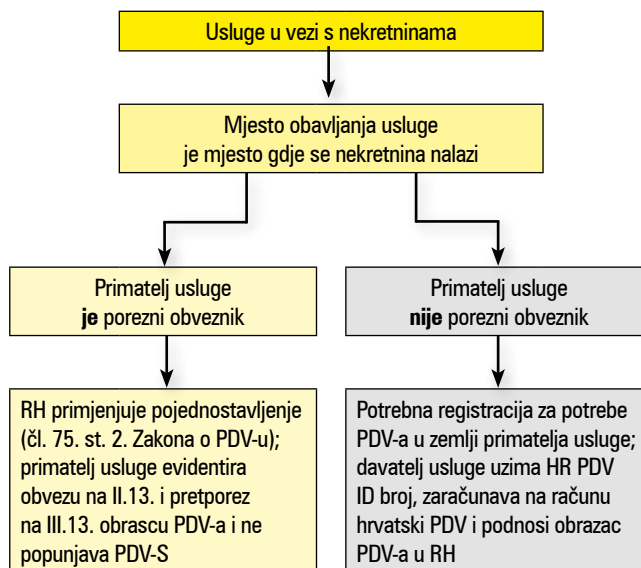 Usluge u vezi s nekretninama
Mjesto obavljanja usluge
je mjesto gdje se nekretnina nalazi
Primatelj usluge
je porezni obveznik
Primatelj usluge
nije porezni obveznik
RH primjenjuje pojednostavljenje
(čl. 75. st. 2. Zakona o PDV-u);
primatelj usluge evidentira
obvezu na II.13. i pretporez
na III.13. obrascu PDV-a i ne
popunjava PDV-S
Potrebna registracija za potrebe
PDV-a u zemlji primatelja usluge;
davatelj usluge uzima HR PDV
ID broj, zaračunava na računu
hrvatski PDV i podnosi obrazac
PDV-a u RH